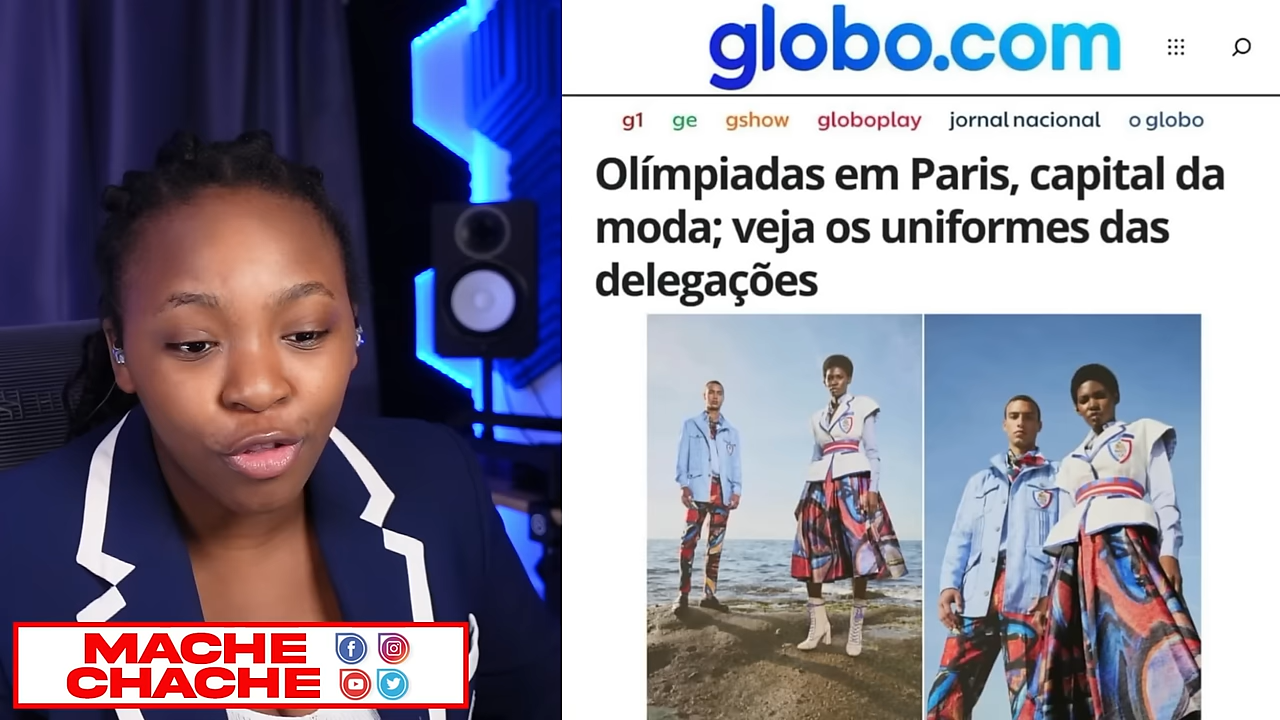 globo.com
g1 ge gshow globoplay jornal nacional o globo
Olímpiadas em Paris, capital da
moda; veja os uniformes das
delegações
MACHE
CHACHE